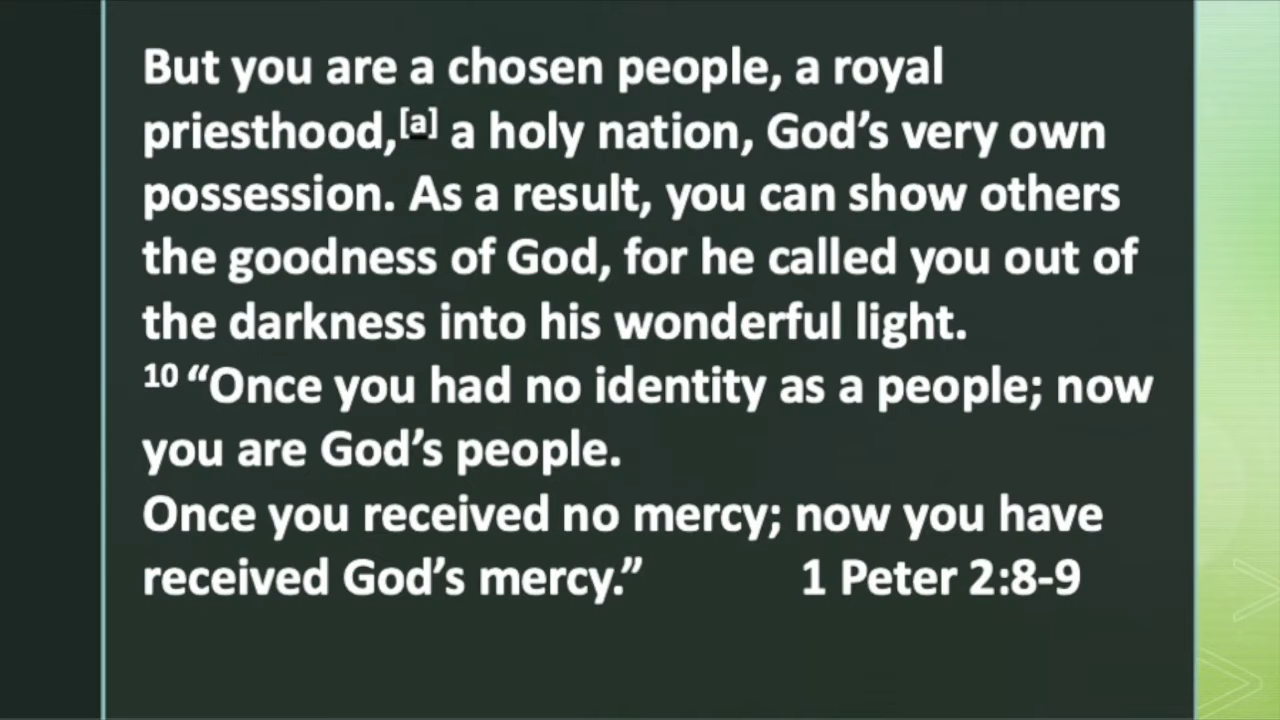 But you are a chosen people, a royal
priesthood,[a] a holy nation, God’s very own
possession. As a result, you can show others
the goodness of God, for he called you out of
the darkness into his wonderful light.
10 “Once you had no identity as a people; now
you are God’s people.
Once you received no mercy; now you have
received God’s mercy.” 1 Peter 2:8-9